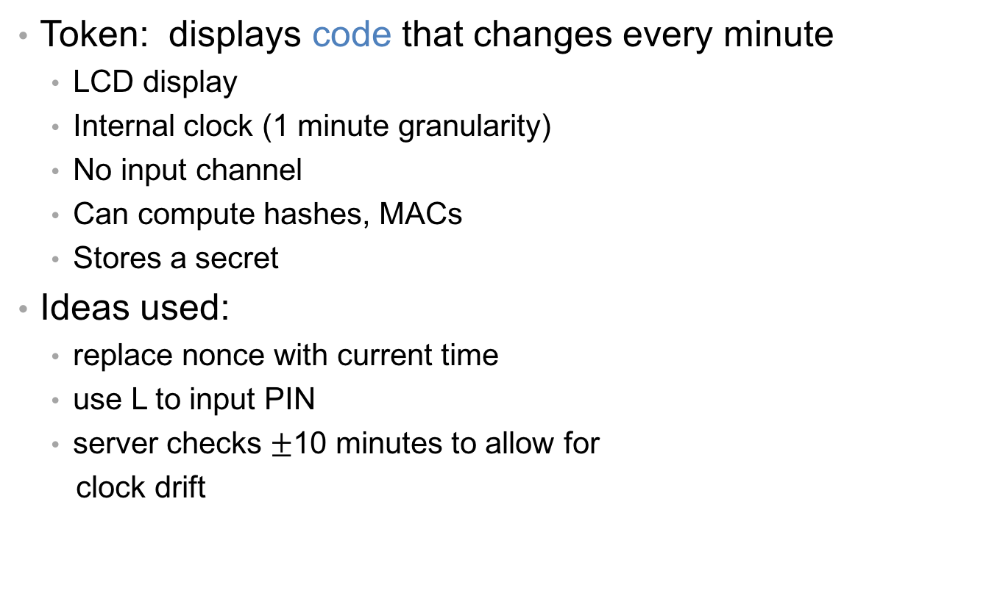 • Token:  displays code that changes every minute
• LCD display
• Internal clock (1 minute granularity)
• No input channel
• Can compute hashes, MACs
• Stores a secret
• Ideas used:
• replace nonce with current time
• use L to input PIN
• server checks ±10 minutes to allow for
clock drift